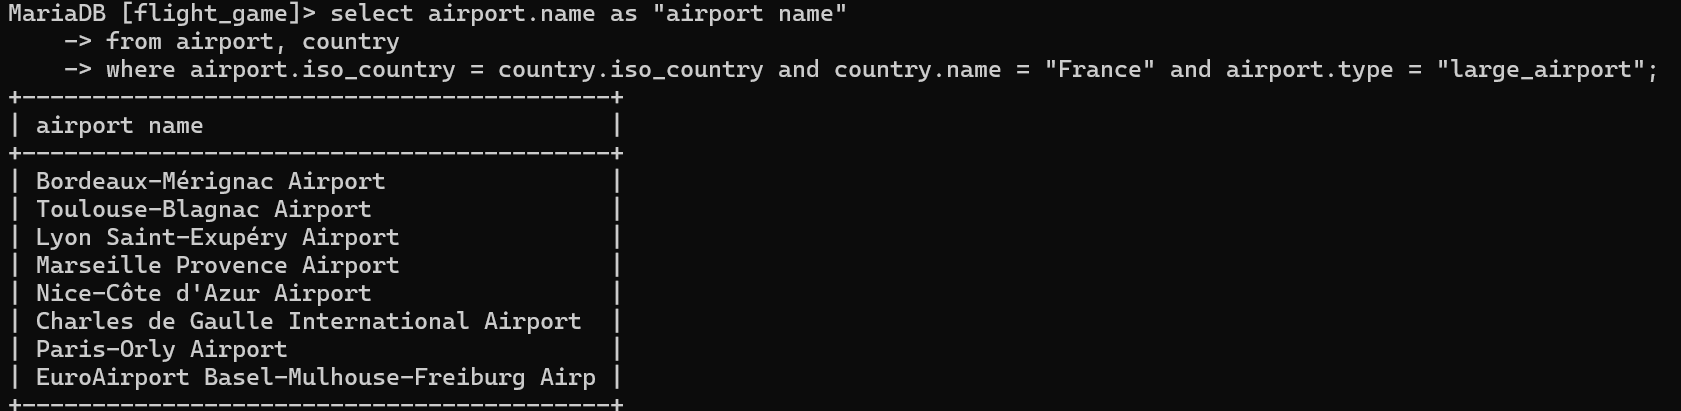 MariaDB [flight_game]> select airport.name as "airport name"
    -> from airport, country
    -> where airport.iso_country = country.iso_country and country.name = "France" and airport.type = "large_airport";
+------------------------------------------+
| airport name                             |
+------------------------------------------+
| Bordeaux-Mérignac Airport                |
| Toulouse-Blagnac Airport                 |
| Lyon Saint-Exupéry Airport               |
| Marseille Provence Airport               |
| Nice-Côte d'Azur Airport                 |
| Charles de Gaulle International Airport  |
| Paris-Orly Airport                       |
| EuroAirport Basel-Mulhouse-Freiburg Airp |
+------------------------------------------+